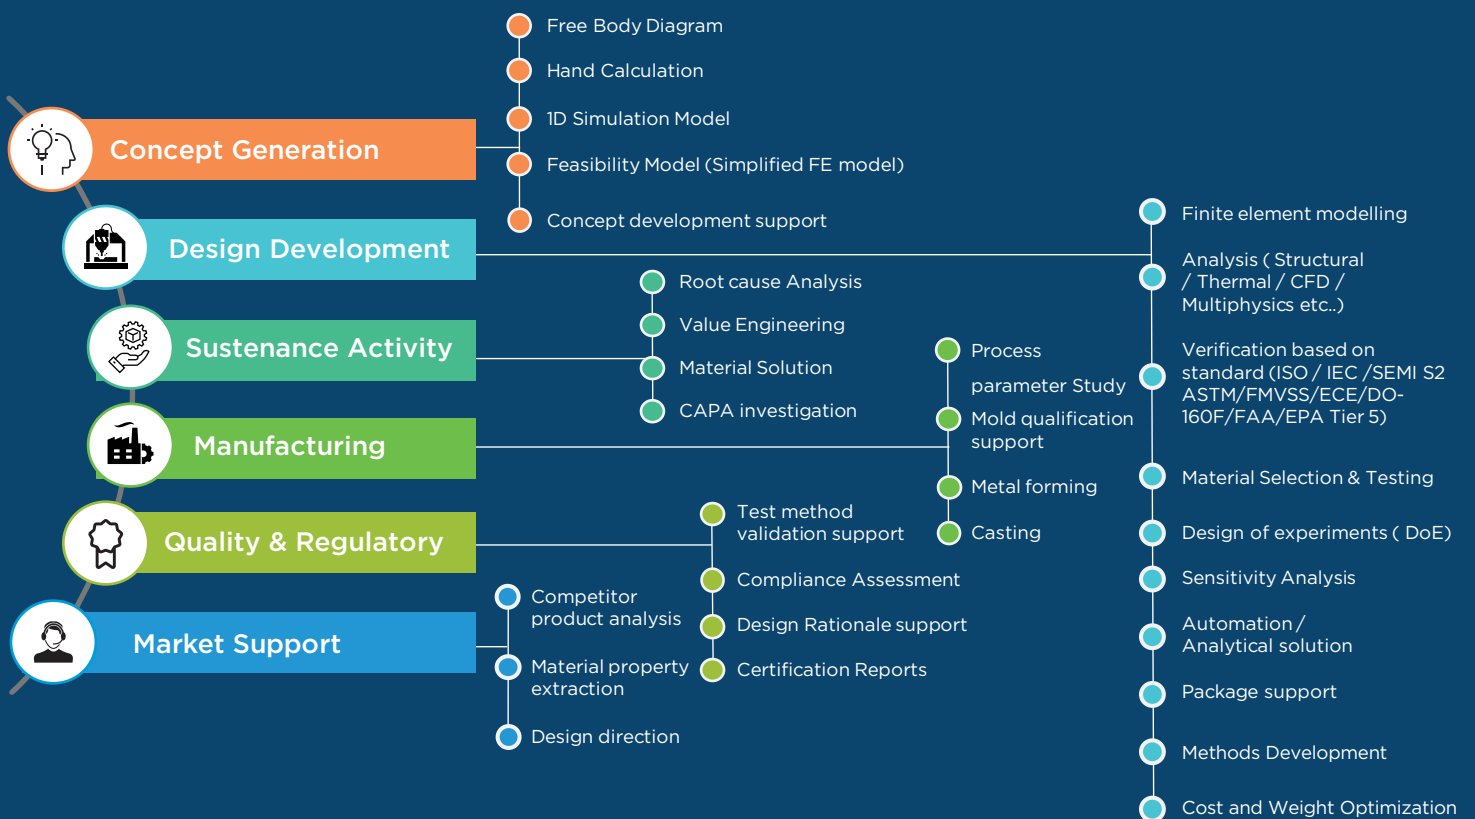 Concept Generation
Free Body Diagram
Hand Calculation
1D Simulation Model
Feasibility Model (Simplified FE model)
Concept development support
Design Development
Finite element modelling
Analysis ( Structural
/ Thermal / CFD /
Multiphysics etc..)
Verification based on
standard (ISO / IEC /SEMI S2
ASTM/FMVSS/ECE/DO-
160F/FAA/EPA Tier 5)
Material Selection & Testing
Design of experiments ( DoE)
Sensitivity Analysis
Automation /
Analytical solution
Package support
Methods Development
Cost and Weight Optimization
Sustenance Activity
Root cause Analysis
Value Engineering
Material Solution
CAPA investigation
Manufacturing
Process
parameter Study
Mold qualification
support
Metal forming
Casting
Quality & Regulatory
Test method
validation support
Compliance Assessment
Design Rationale support
Certification Reports
Market Support
Competitor
product analysis
Material property
extraction
Design direction